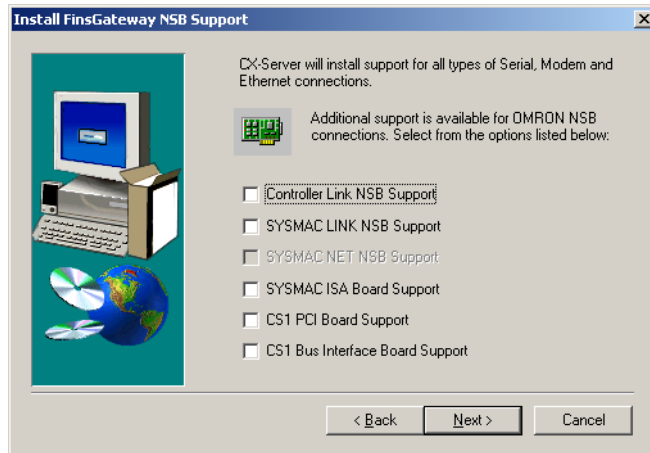 Install FinsGateway NSB Support
CX-Server will install support for all types of Serial, Modem and
Ethernet connections.
Additional support is available for OMRON NSB
connections. Select from the options listed below:
Controller Link NSB Support
SYSMAC LINK NSB Support
SYSMAC NET NSB Support
SYSMAC ISA Board Support
CS1 PCI Board Support
CS1 Bus Interface Board Support
< Back
Next >
Cancel